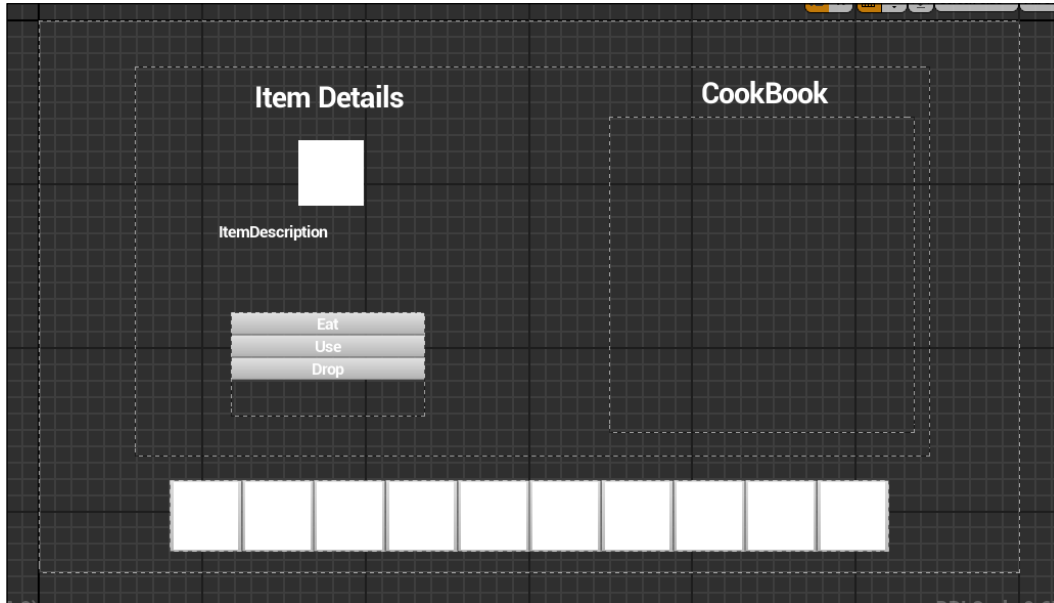 Item Details
CookBook
ItemDescription
Eat
Use
Drop